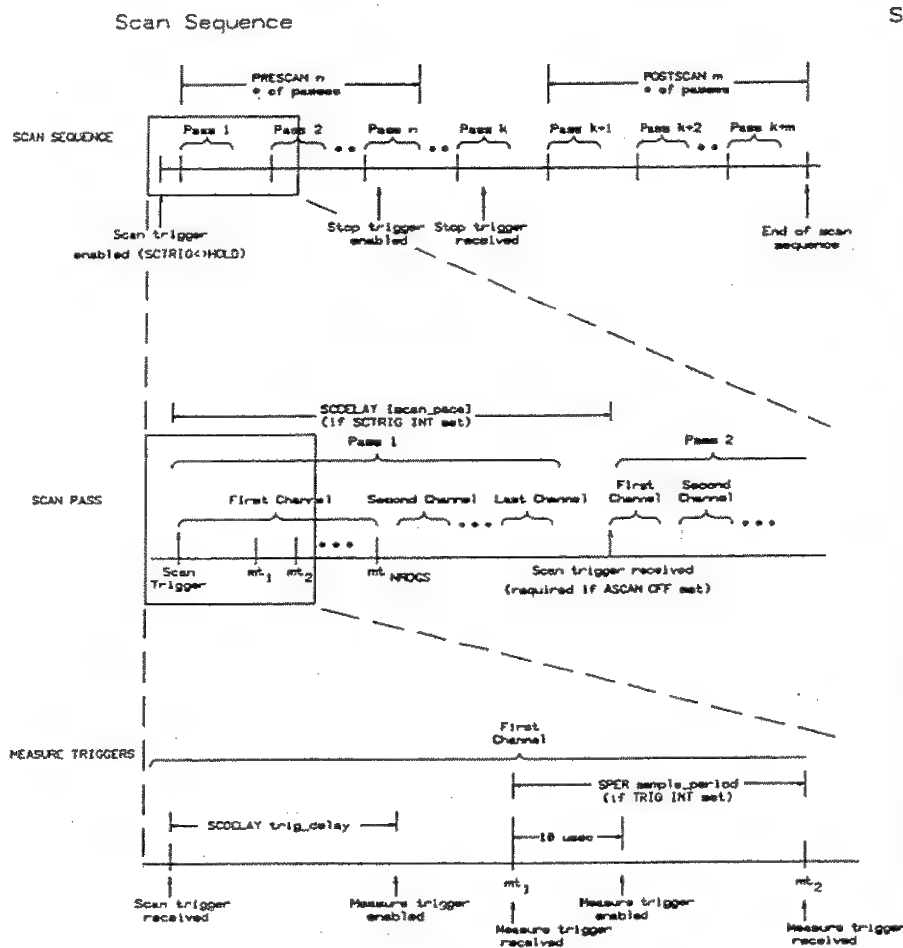 Scan Sequence
S
PRESCAN n
# of passes
POSTSCAN m
# of passes
SCAN SEQUENCE
Pass 1
Pass 2
Pass n
Pass k
Pass k+1
Pass k+2
Pass k+m
Scan trigger
enabled (SCTRIG<>HOLD)
Stop trigger
enabled
Stop trigger
received
End of scan
sequence
SCDELAY [scan_pace]
(if SCTRIG INT set)
Pass 1
Pass 2
SCAN PASS
First Channel
Second Channel
Last Channel
First
Channel
Second
Channel
Scan
Trigger
mt1
mt2
mt NRDGS
Scan trigger received
(required if ASCAN OFF set)
First
Channel
MEASURE TRIGGERS
SPER sample_period
(if TRIG INT set)
SCDELAY trig_delay
10 usec
mt1
mt2
Scan trigger
received
Measure trigger
enabled
Measure trigger
received
Measure trigger
enabled
Measure trigger
received